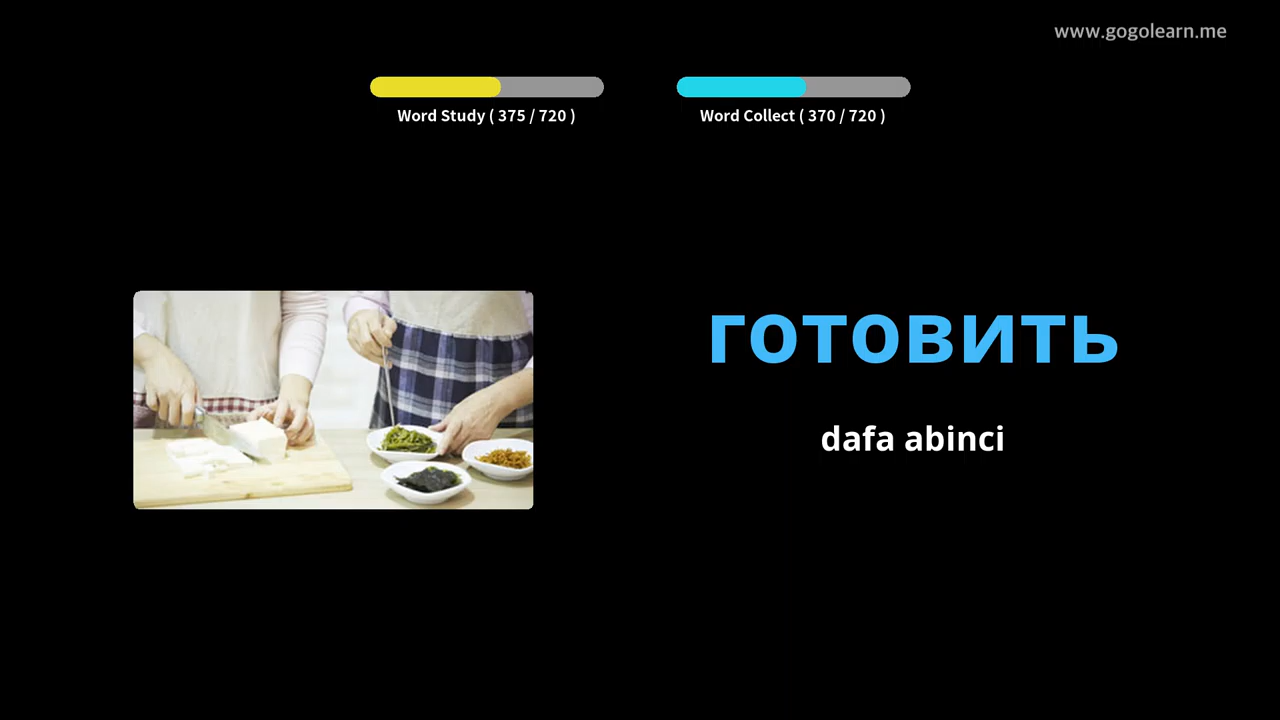 www.gogolearn.me
Word Study ( 375 / 720 )
Word Collect ( 370 / 720 )
готовить
dafa abinci